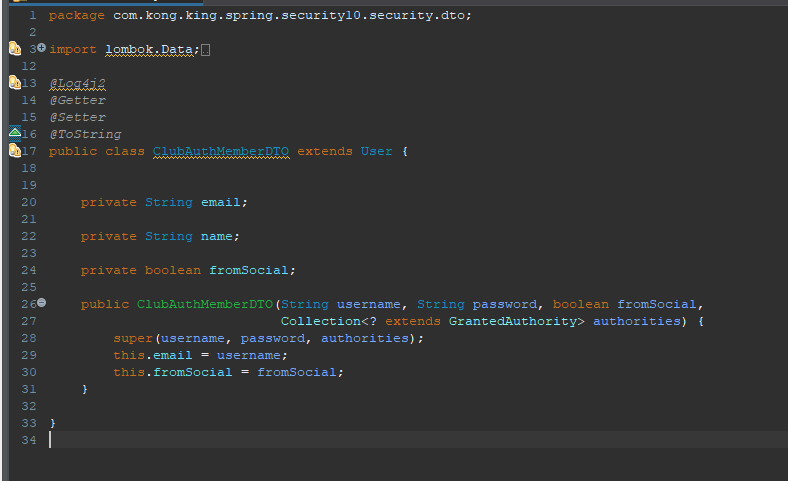 1 package com.kong.king.spring.security10.security.dto;
2
3 import lombok.Data;
12
13 @Log4j2
14 @Getter
15 @Setter
16 @ToString
17 public class ClubAuthMemberDTO extends User {
18
19
20     private String email;
21
22     private String name;
23
24     private boolean fromSocial;
25
26     public ClubAuthMemberDTO(String username, String password, boolean fromSocial,
27                              Collection<? extends GrantedAuthority> authorities) {
28         super(username, password, authorities);
29         this.email = username;
30         this.fromSocial = fromSocial;
31     }
32
33 }
34